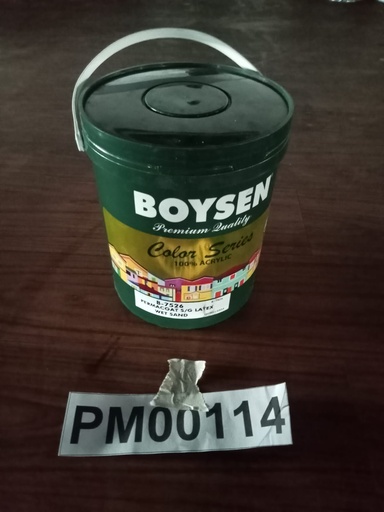 BOYSEN
Premium Quality
Color Series
100% ACRYLIC
B-7526
PERMACOAT S/G LATEX
WET SAND
PM00114